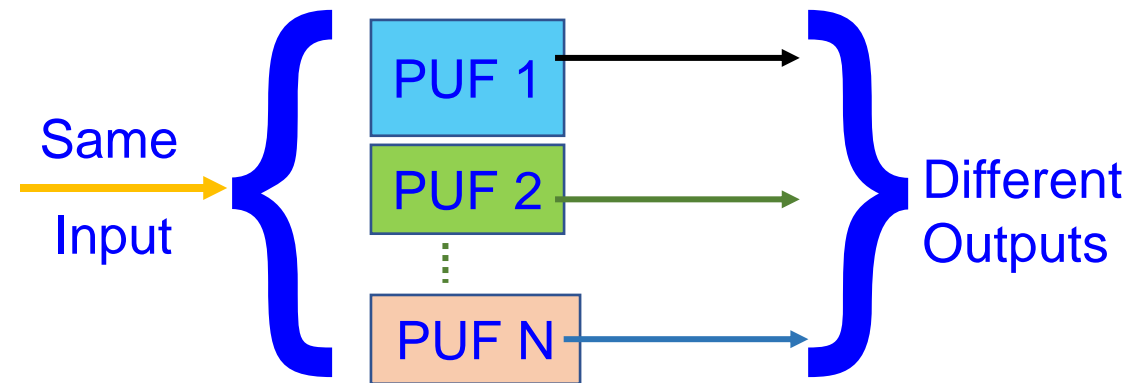 Same
Input
PUF 1
PUF 2
PUF N
Different
Outputs